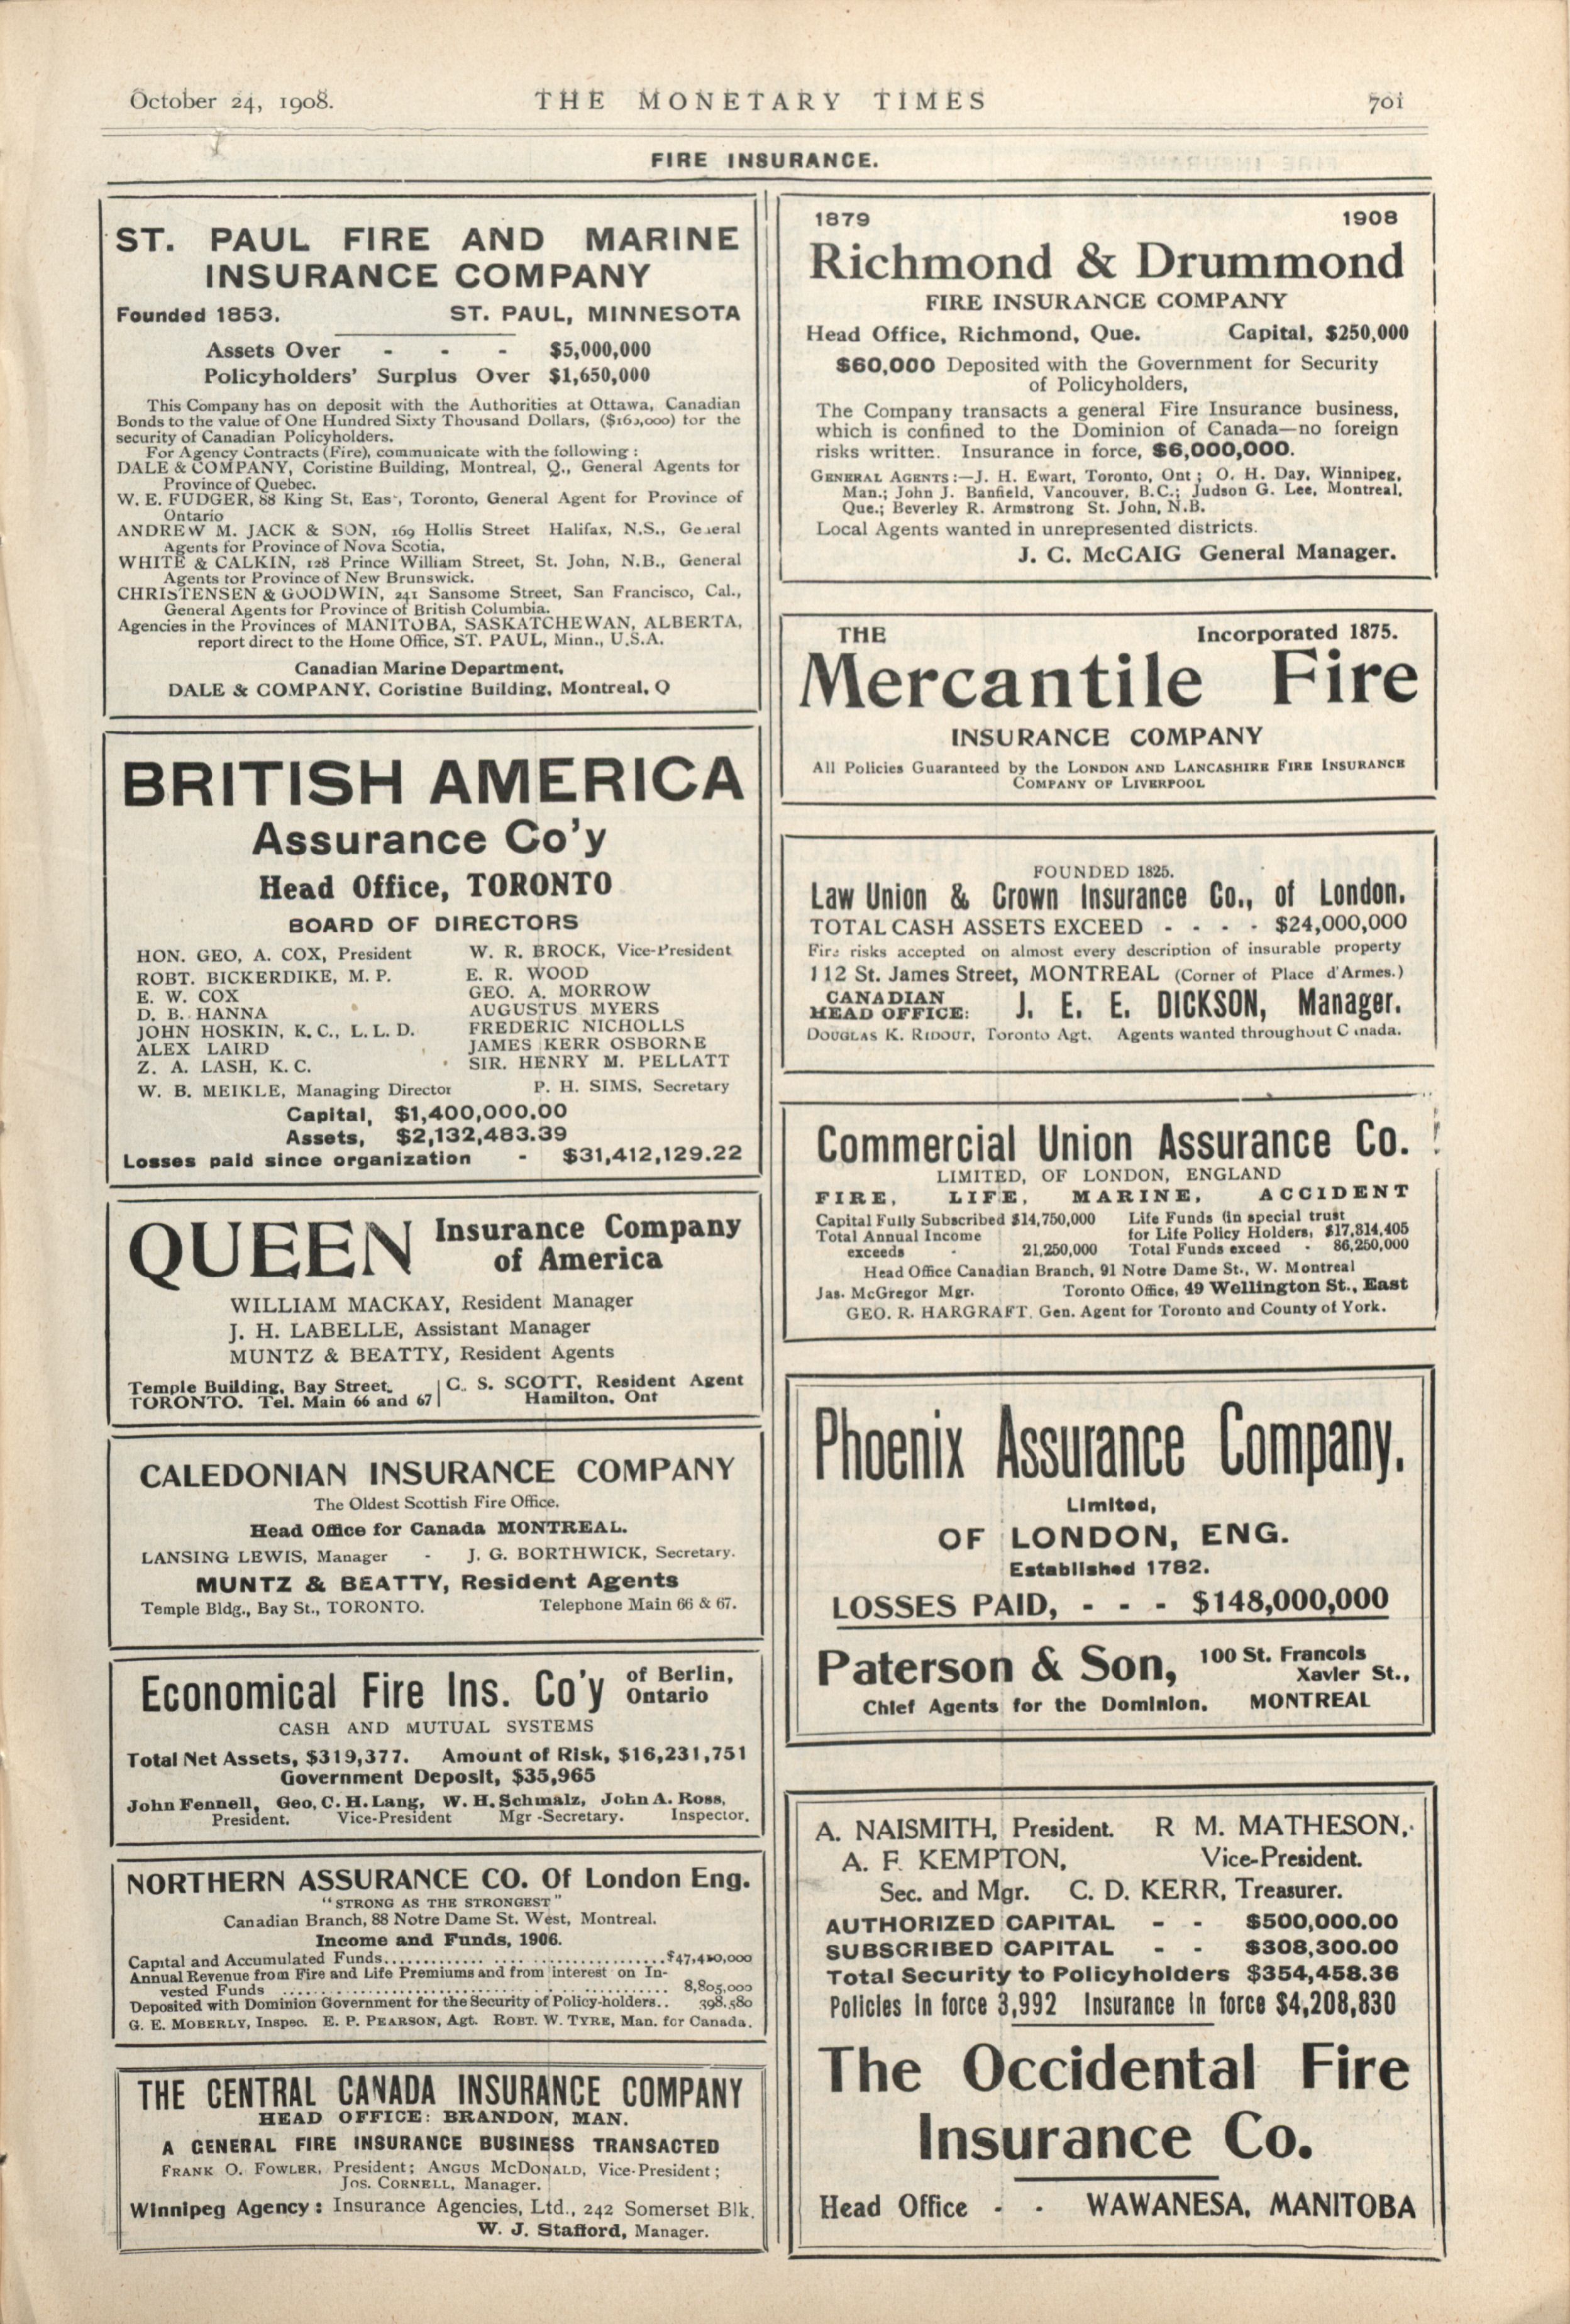 October 24, 1908.
THE MONETARY TIMES
701
FIRE INSURANCE.
ST. PAUL FIRE AND MARINE
INSURANCE COMPANY
Founded 1853. ST. PAUL, MINNESOTA
Assets Over - - - $5,000,000
Policyholders' Surplus Over $1,650,000
This Company has on deposit with the Authorities at Ottawa, Canadian
Bonds to the value of One Hundred Sixty Thousand Dollars, ($160,000) for the
security of Canadian Policyholders.
For Agency Contracts (Fire), communicate with the following :
DALE & COMPANY, Coristine Building, Montreal, Q., General Agents for
Province of Quebec.
W. E. FUDGER, 88 King St, East, Toronto, General Agent for Province of
Ontario
ANDREW M. JACK & SON, 169 Hollis Street Halifax, N.S., General
Agents for Province of Nova Scotia,
WHITE & CALKIN, 128 Prince William Street, St. John, N.B., General
Agents for Province of New Brunswick.
CHRISTENSEN & GOODWIN, 241 Sansome Street, San Francisco, Cal.,
General Agents for Province of British Columbia.
Agencies in the Provinces of MANITOBA, SASKATCHEWAN, ALBERTA,
report direct to the Home Office, ST. PAUL, Minn., U.S.A.
Canadian Marine Department,
DALE & COMPANY, Coristine Building, Montreal, Q
BRITISH AMERICA
Assurance Co'y
Head Office, TORONTO
BOARD OF DIRECTORS
HON. GEO, A. COX, President W. R. BROCK, Vice-President
ROBT. BICKERDIKE, M. P. E. R. WOOD
E. W. COX GEO. A. MORROW
D. B. HANNA AUGUSTUS MYERS
JOHN HOSKIN, K. C., L. L. D. FREDERIC NICHOLLS
ALEX LAIRD JAMES KERR OSBORNE
Z. A. LASH, K. C. SIR. HENRY M. PELLATT
W. B. MEIKLE, Managing Director P. H. SIMS, Secretary
Capital, $1,400,000.00
Assets, $2,132,483.39
Losses paid since organization - $31,412,129.22
QUEEN Insurance Company
of America
WILLIAM MACKAY, Resident Manager
J. H. LABELLE, Assistant Manager
MUNTZ & BEATTY, Resident Agents
Temple Building, Bay Street, C. S. SCOTT, Resident Agent
TORONTO. Tel. Main 66 and 67 Hamilton, Ont
CALEDONIAN INSURANCE COMPANY
The Oldest Scottish Fire Office.
Head Office for Canada MONTREAL.
LANSING LEWIS, Manager - J. G. BORTHWICK, Secretary.
MUNTZ & BEATTY, Resident Agents
Temple Bldg., Bay St., TORONTO. Telephone Main 66 & 67.
Economical Fire Ins. Co'y of Berlin,
Ontario
CASH AND MUTUAL SYSTEMS
Total Net Assets, $319,377. Amount of Risk, $16,231,751
Government Deposit, $35,965
John Fennell, Geo, C. H. Lang, W. H. Schmalz, John A. Ross,
President. Vice-President Mgr -Secretary. Inspector.
NORTHERN ASSURANCE CO. Of London Eng.
"STRONG AS THE STRONGEST"
Canadian Branch, 88 Notre Dame St. West, Montreal.
Income and Funds, 1906.
Capital and Accumulated Funds.......... $47,410,000
Annual Revenue from Fire and Life Premiums and from interest on In-
vested Funds .......... 8,805,000
Deposited with Dominion Government for the Security of Policy-holders.. 398,580
G. E. MOBERLY, Inspec. E. P. PEARSON, Agt. ROBT. W. TYRE, Man. for Canada.
THE CENTRAL CANADA INSURANCE COMPANY
HEAD OFFICE: BRANDON, MAN.
A GENERAL FIRE INSURANCE BUSINESS TRANSACTED
FRANK O. FOWLER, President; ANGUS MCDONALD, Vice-President;
JOS. CORNELL, Manager.
Winnipeg Agency: Insurance Agencies, Ltd., 242 Somerset Blk.
W. J. Stafford, Manager.
1879 1908
Richmond & Drummond
FIRE INSURANCE COMPANY
Head Office, Richmond, Que. Capital, $250,000
$60,000 Deposited with the Government for Security
of Policyholders,
The Company transacts a general Fire Insurance business,
which is confined to the Dominion of Canada—no foreign
risks written. Insurance in force, $6,000,000.
GENERAL AGENTS:—J. H. Ewart, Toronto, Ont ; O. H. Day, Winnipeg,
Man.; John J. Banfield, Vancouver, B.C.; Judson G. Lee, Montreal,
Que.; Beverley R. Armstrong St. John, N.B.
Local Agents wanted in unrepresented districts.
J. C. McCAIG General Manager.
THE Incorporated 1875.
Mercantile Fire
INSURANCE COMPANY
All Policies Guaranteed by the LONDON AND LANCASHIRE FIRE INSURANCE
COMPANY OF LIVERPOOL
FOUNDED 1825.
Law Union & Crown Insurance Co., of London.
TOTAL CASH ASSETS EXCEED - - - - $24,000,000
Fire risks accepted on almost every description of insurable property
112 St. James Street, MONTREAL (Corner of Place d'Armes.)
CANADIAN
HEAD OFFICE: J. E. E. DICKSON, Manager.
DOUGLAS K. RIDOUT, Toronto Agt. Agents wanted throughout Canada.
Commercial Union Assurance Co.
LIMITED, OF LONDON, ENGLAND
FIRE, LIFE, MARINE, ACCIDENT
Capital Fully Subscribed $14,750,000 Life Funds (in special trust
Total Annual Income for Life Policy Holders, $17,314,405
exceeds - 21,250,000 Total Funds exceed - 86,250,000
Head Office Canadian Branch, 91 Notre Dame St., W. Montreal
Jas. McGregor Mgr. Toronto Office, 49 Wellington St., East
GEO. R. HARGRAFT, Gen. Agent for Toronto and County of York.
Phoenix Assurance Company,
Limited,
OF LONDON, ENG.
Established 1782.
LOSSES PAID, - - - $148,000,000
Paterson & Son, 100 St. Francois
Xavier St.,
Chief Agents for the Dominion. MONTREAL
A. NAISMITH, President. R M. MATHESON,
A. F. KEMPTON, Vice-President.
Sec. and Mgr. C. D. KERR, Treasurer.
AUTHORIZED CAPITAL - - $500,000.00
SUBSCRIBED CAPITAL - - $308,300.00
Total Security to Policyholders $354,458.36
Policies in force 3,992 Insurance in force $4,208,830
The Occidental Fire
Insurance Co.
Head Office - - WAWANESA, MANITOBA